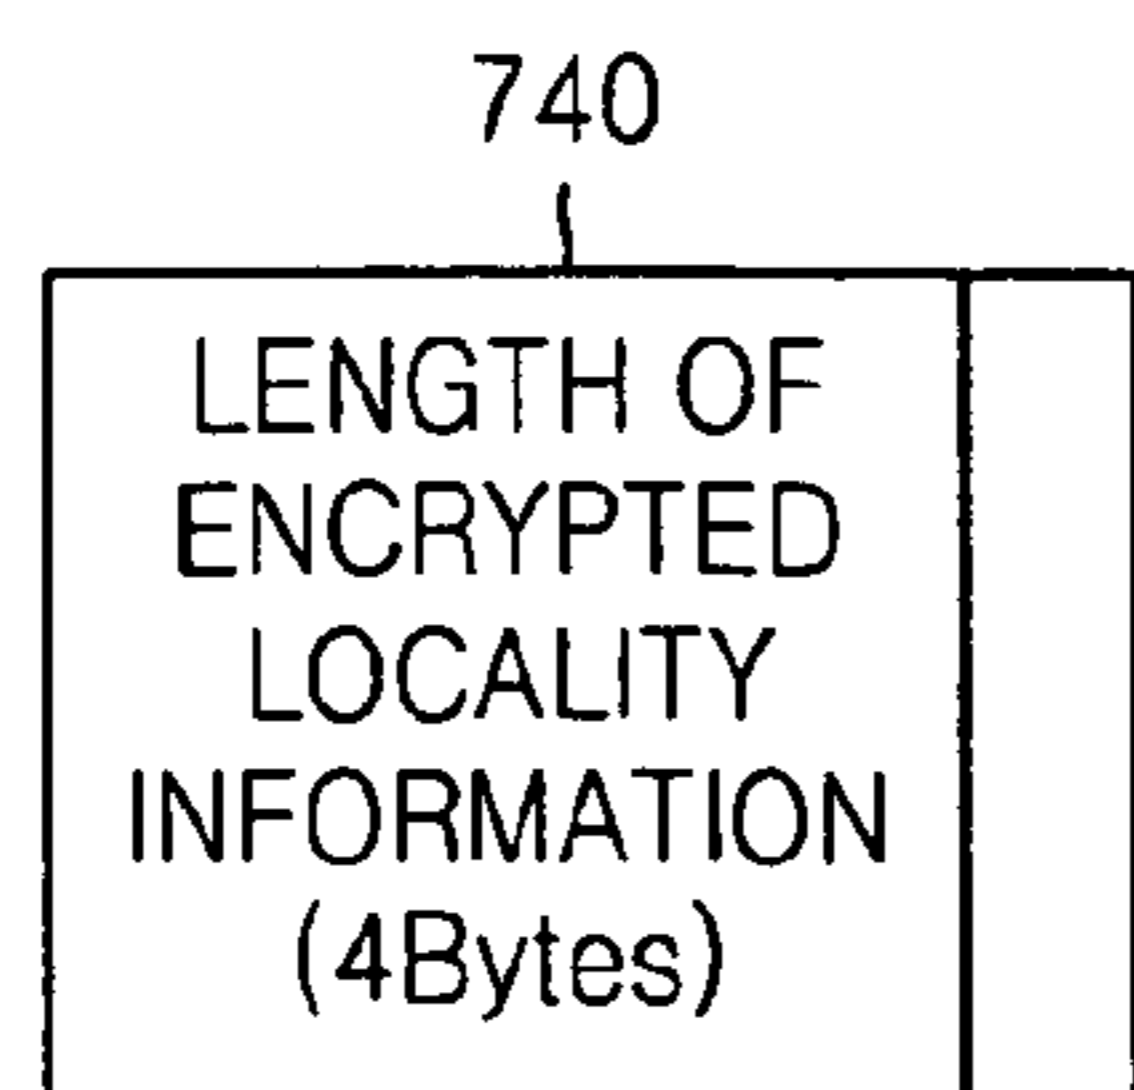 740
LENGTH OF
ENCRYPTED
LOCALITY
INFORMATION
(4Bytes)